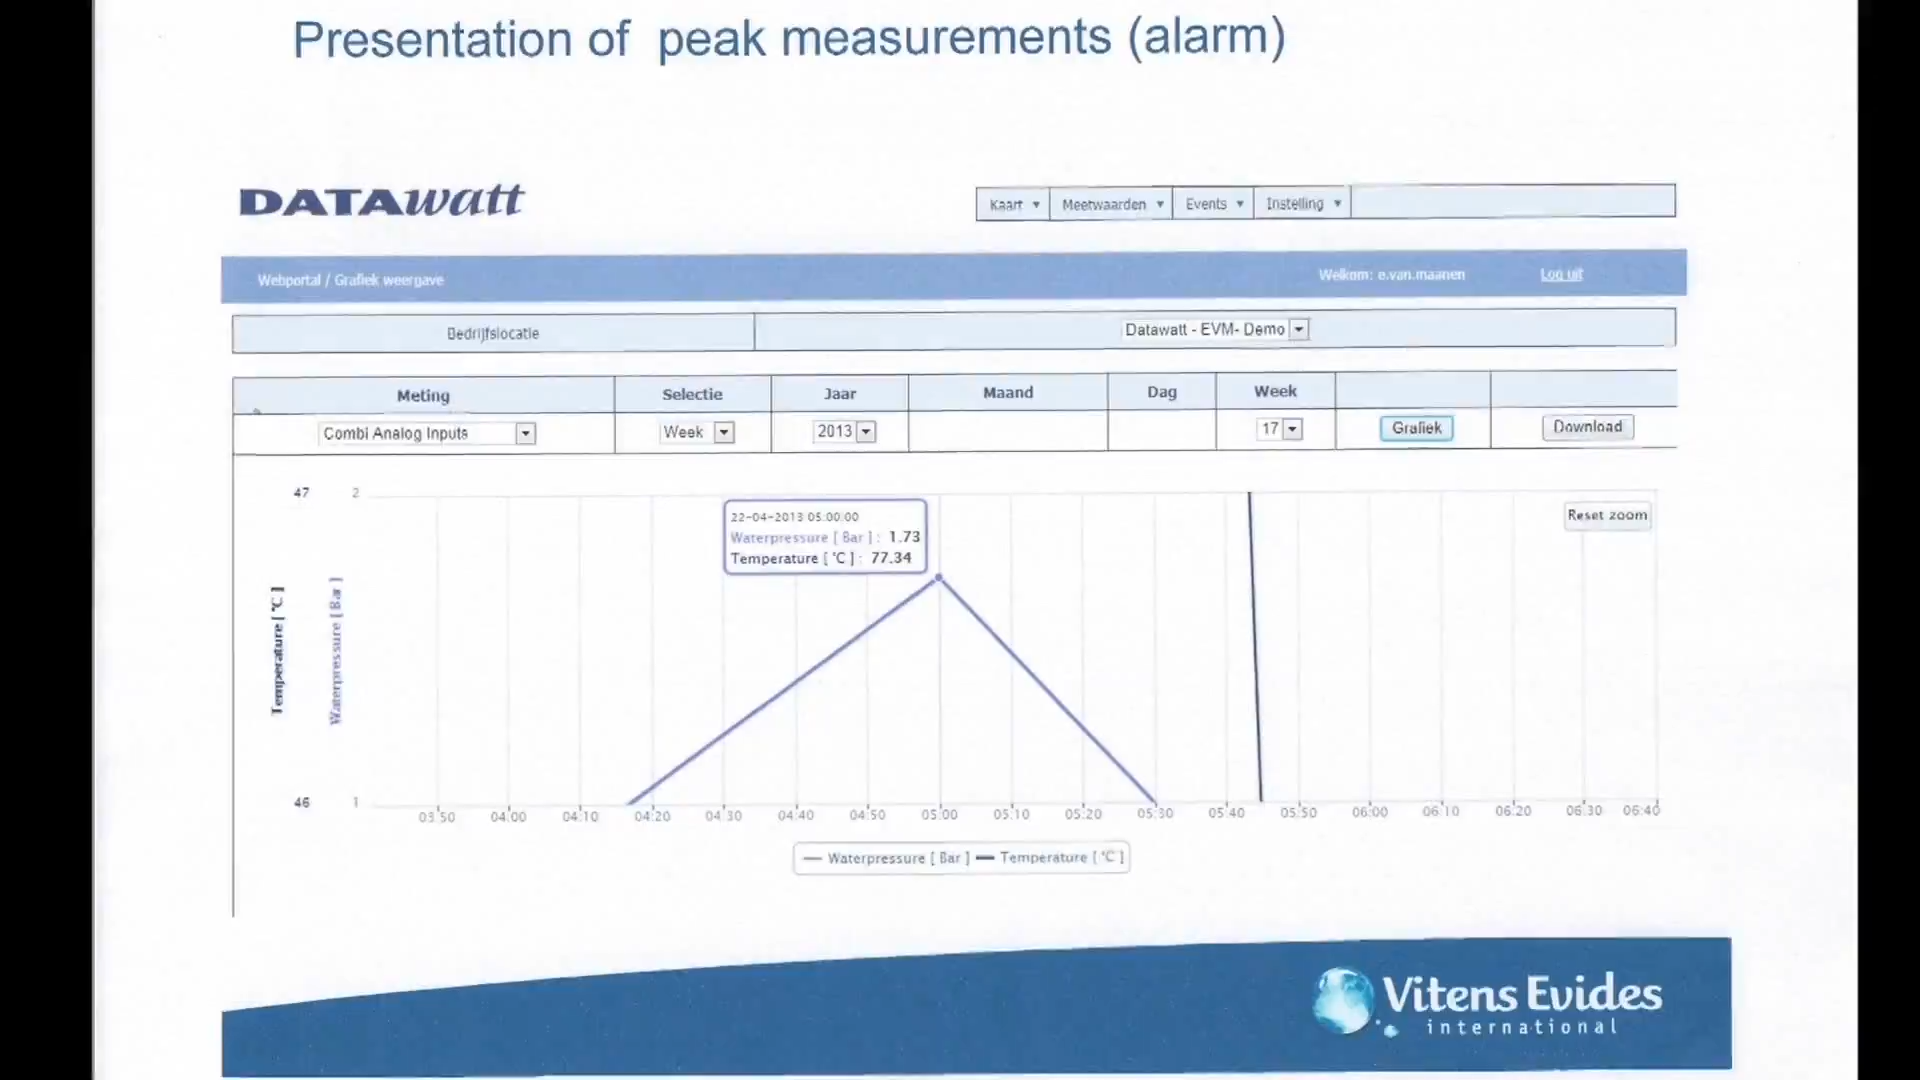 Presentation of peak measurements (alarm)
DATAwatt
Kaart Meetwaarden Events Instelling
Webportal / Grafiek weergave Welkom: e.van.maanen Log uit
Bedrijfslocatie Datawatt - EVM- Demo
Meting Selectie Jaar Maand Dag Week
Combi Analog Inputs Week 2013 17 Grafiek Download
47 2
Reset zoom
22-04-2013 05:00:00
Waterpressure [ Bar ] : 1.73
Temperature [ °C ] : 77.34
Temperature [ °C ]
Waterpressure [ Bar ]
46 1
03:50 04:00 04:10 04:20 04:30 04:40 04:50 05:00 05:10 05:20 05:30 05:40 05:50 06:00 06:10 06:20 06:30 06:40
Waterpressure [ Bar ] Temperature [ °C ]
Vitens Evides
international